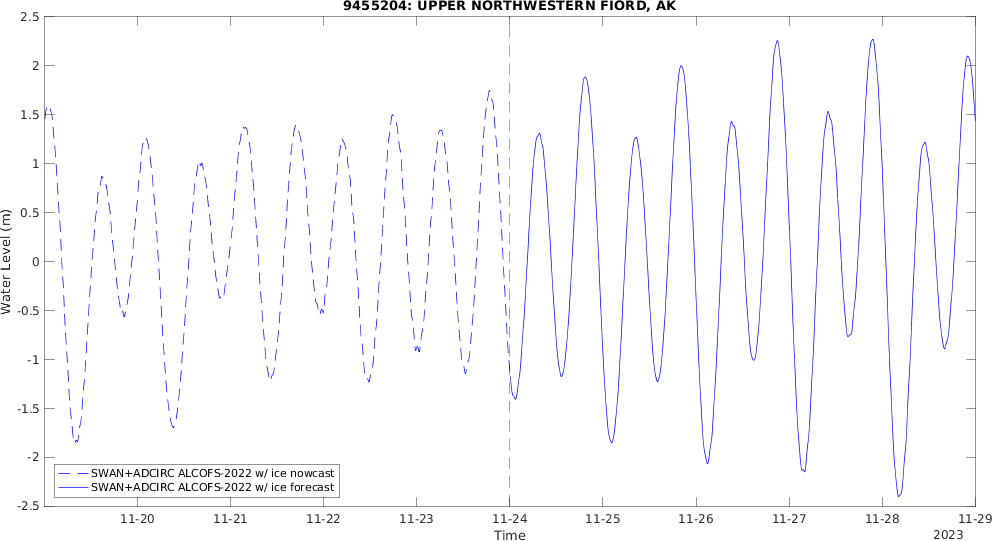 9455204: UPPER NORTHWESTERN FIORD, AK
2.5
2
1.5
1
0.5
0
-0.5
-1
-1.5
-2
-2.5
Water Level (m)
SWAN+ADCIRC ALCOFS-2022 w/ ice nowcast
SWAN+ADCIRC ALCOFS-2022 w/ ice forecast
11-20 11-21 11-22 11-23 11-24 11-25 11-26 11-27 11-28 11-29
Time
2023